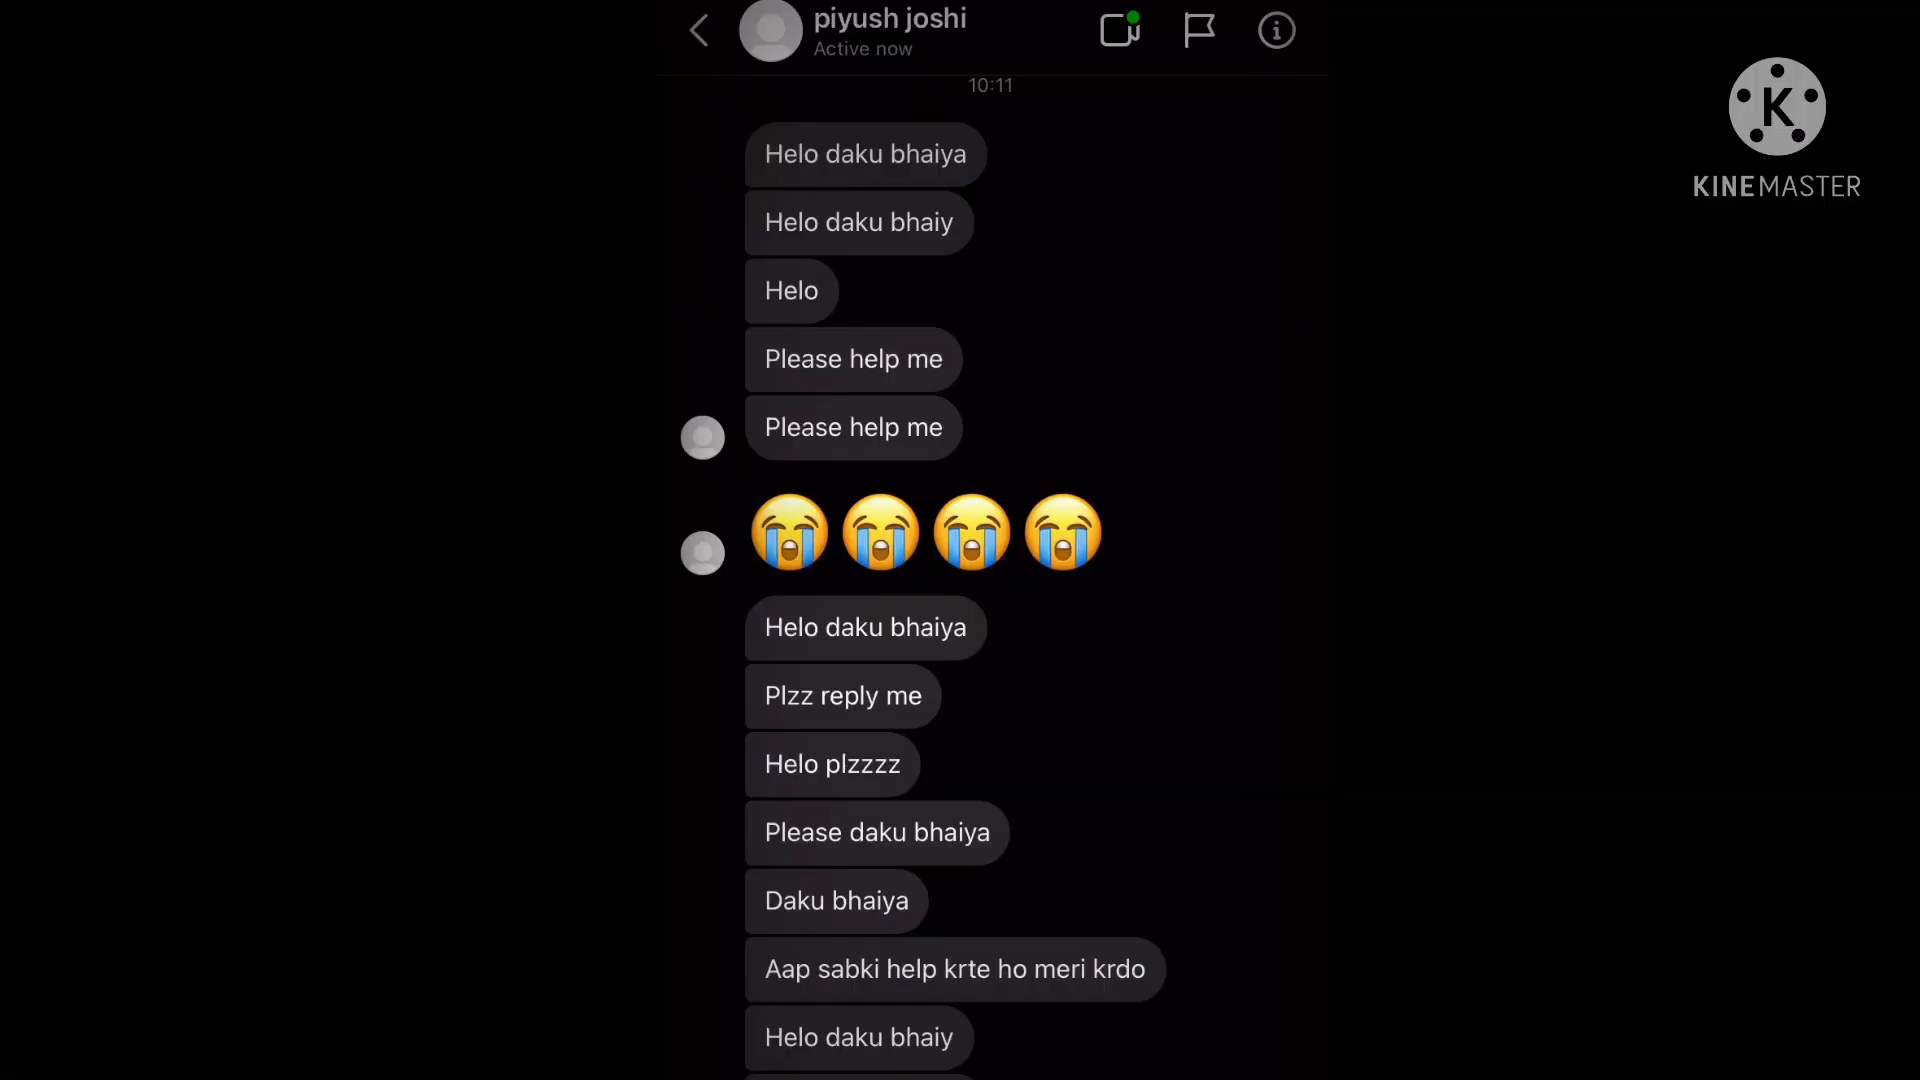 piyush joshi
Active now
10:11
Helo daku bhaiya
Helo daku bhaiy
Helo
Please help me
Please help me
😭😭😭😭
Helo daku bhaiya
Plzz reply me
Helo plzzzz
Please daku bhaiya
Daku bhaiya
Aap sabki help krte ho meri krdo
Helo daku bhaiy
K
KINEMASTER